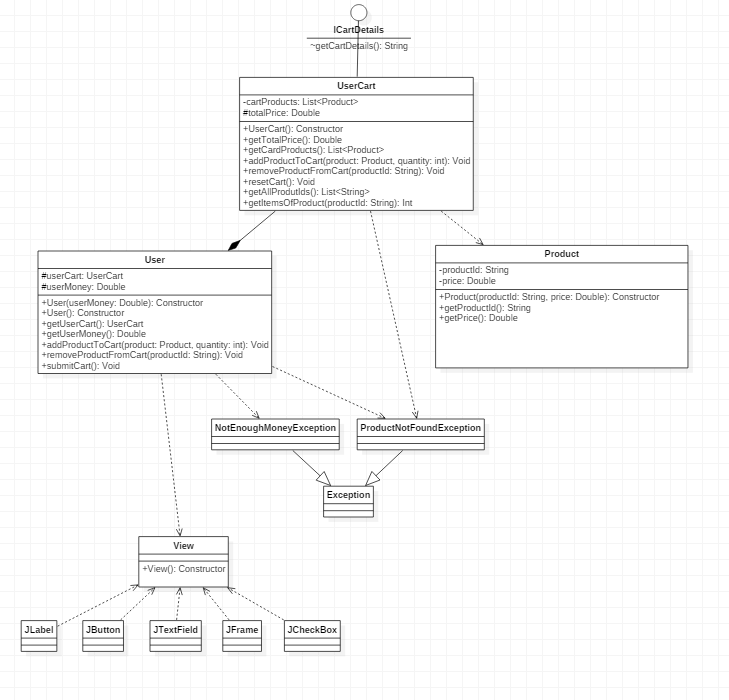 ICartDetails
~getCartDetails(): String
UserCart
-cartProducts: List<Product>
#totalPrice: Double
+UserCart(): Constructor
+getTotalPrice(): Double
+getCardProducts(): List<Product>
+addProductToCart(product: Product, quantity: int): Void
+removeProductFromCart(productId: String): Void
+resetCart(): Void
+getAllProdutIds(): List<String>
+getItemsOfProduct(productId: String): Int
User
#userCart: UserCart
#userMoney: Double
+User(userMoney: Double): Constructor
+User(): Constructor
+getUserCart(): UserCart
+getUserMoney(): Double
+addProductToCart(product: Product, quantity: int): Void
+removeProductFromCart(productId: String): Void
+submitCart(): Void
Product
-productId: String
-price: Double
+Product(productId: String, price: Double): Constructor
+getProductId(): String
+getPrice(): Double
NotEnoughMoneyException
ProductNotFoundException
Exception
View
+View(): Constructor
JLabel
JButton
JTextField
JFrame
JCheckBox